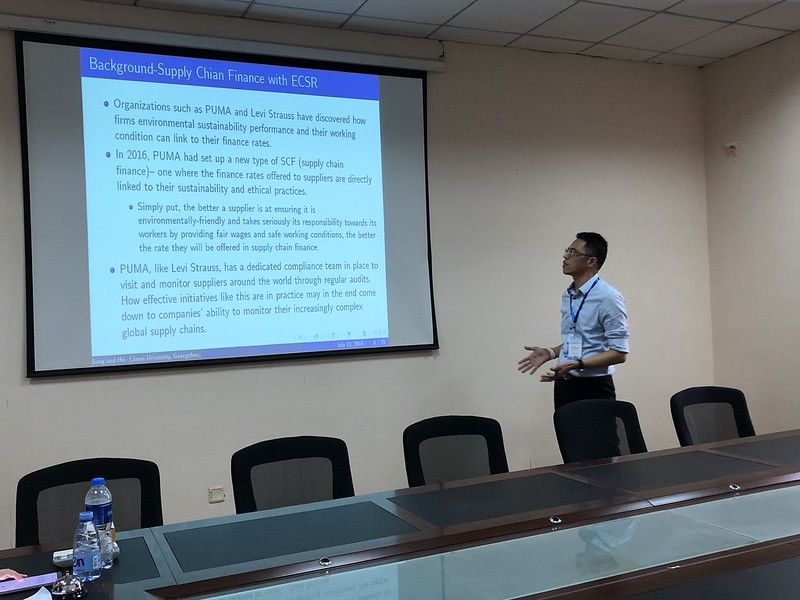 Background-Supply Chian Finance with ECSR
Organizations such as PUMA and Levi Strauss have discovered how
firms environmental sustainability performance and their working
condition can link to their finance rates.
In 2016, PUMA had set up a new type of SCF (supply chain
finance)– one where the finance rates offered to suppliers are directly
linked to their sustainability and ethical practices.
Simply put, the better a supplier is at ensuring it is
environmentally-friendly and takes seriously its responsibility towards its
workers by providing fair wages and safe working conditions, the better
the rate they will be offered in supply chain finance.
PUMA, like Levi Strauss, has a dedicated compliance team in place to
visit and monitor suppliers around the world through regular audits.
How effective initiatives like this are in practice may in the end come
down to companies' ability to monitor their increasingly complex
global supply chains.